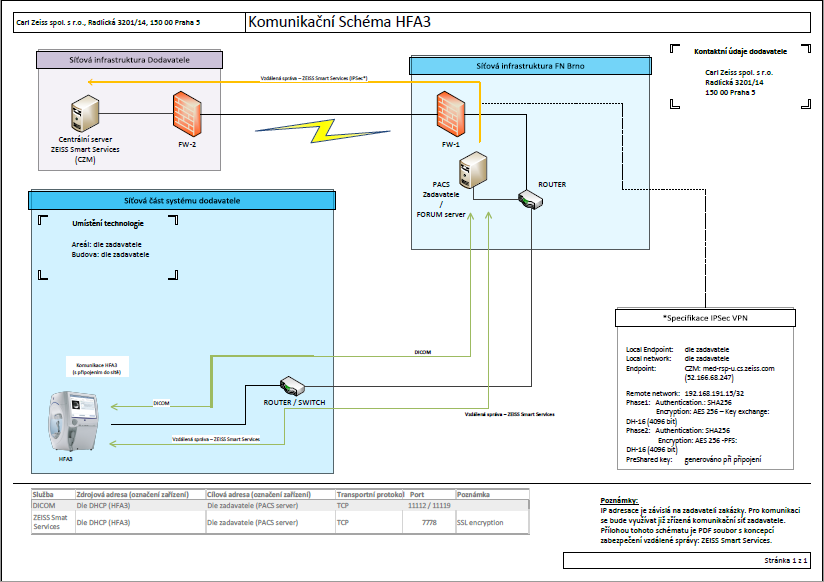 Carl Zeiss spol. s r.o., Radlická 3201/14, 150 00 Praha 5
Komunikační Schéma HFA3
Síťová infrastruktura Dodavatele
Centrální server
ZEISS Smart Services
(CZM)
FW-2
Vzdálená správa – ZEISS Smart Services (IPSec*)
Síťová infrastruktura FN Brno
FW-1
PACS
Zadavatele
/
FORUM server
ROUTER
Kontaktní údaje dodavatele
Carl Zeiss spol. s r.o.
Radlická 3201/14
150 00 Praha 5
Síťová část systému dodavatele
Umístění technologie
Areál: dle zadavatele
Budova: dle zadavatele
Komunikace HFA3
(s připojením do sítě)
HFA3
DICOM
DICOM
ROUTER / SWITCH
Vzdálená správa – ZEISS Smart Services
Vzdálená správa – ZEISS Smart Services
*Specifikace IPSec VPN
Local Endpoint: dle zadavatele
Local network: dle zadavatele
Endpoint: CZM: med-rsp-u.cs.zeiss.com
(52.166.68.247)
Remote network: 192.168.191.15/32
Phase1: Authentication.: SHA256
Encryption: AES 256 – Key exchange:
DH-16 (4096 bit)
Phase2: Authentication: SHA256
Encryption: AES 256 -PFS:
DH-16 (4096 bit)
PreShared key: generováno při připojení
Služba Zdrojová adresa (označení zařízení) Cílová adresa (označení zařízení) Transportní protokol Port Poznámka
DICOM Dle DHCP (HFA3) Dle zadavatele (PACS server) TCP 11112 / 11119
ZEISS Smat Services Dle DHCP (HFA3) Dle zadavatele (PACS server) TCP 7778 SSL encryption
Poznámky:
IP adresace je závislá na zadavateli zakázky. Pro komunikaci
se bude využívat již zřízená komunikační síť zadavatele.
Přílohou tohoto schématu je PDF soubor s koncepcí
zabezpečení vzdálené správy: ZEISS Smart Services.
Stránka 1 z 1